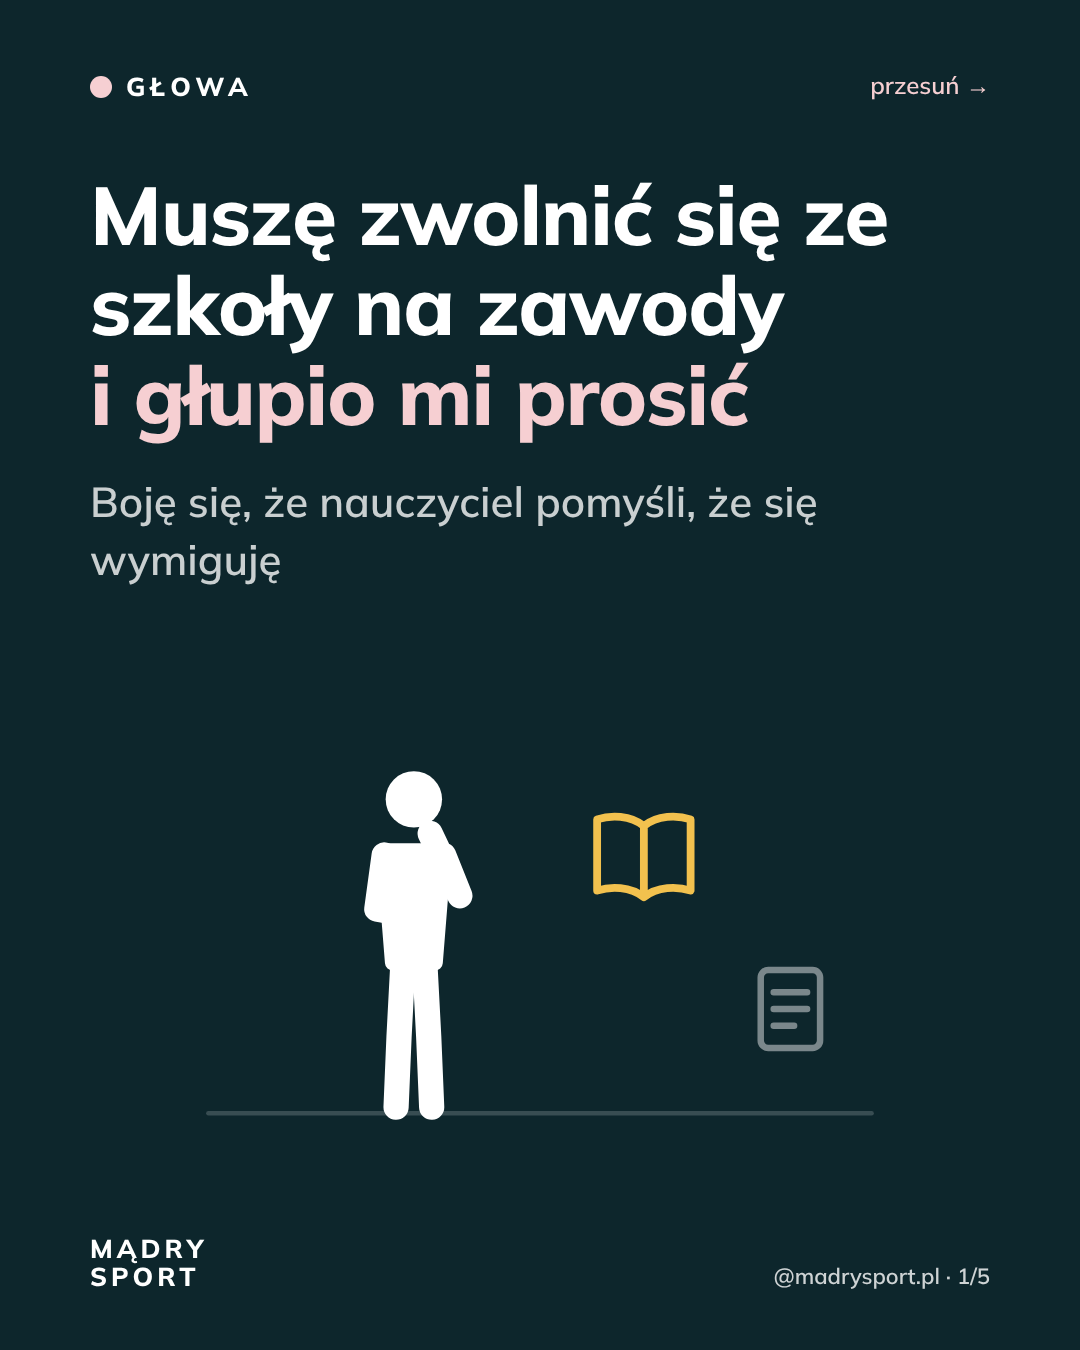 GŁOWA
przesuń →
Muszę zwolnić się ze
szkoły na zawody
i głupio mi prosić
Boję się, że nauczyciel pomyśli, że się
wymiguję
MĄDRY
SPORT
@madrysport.pl · 1/5